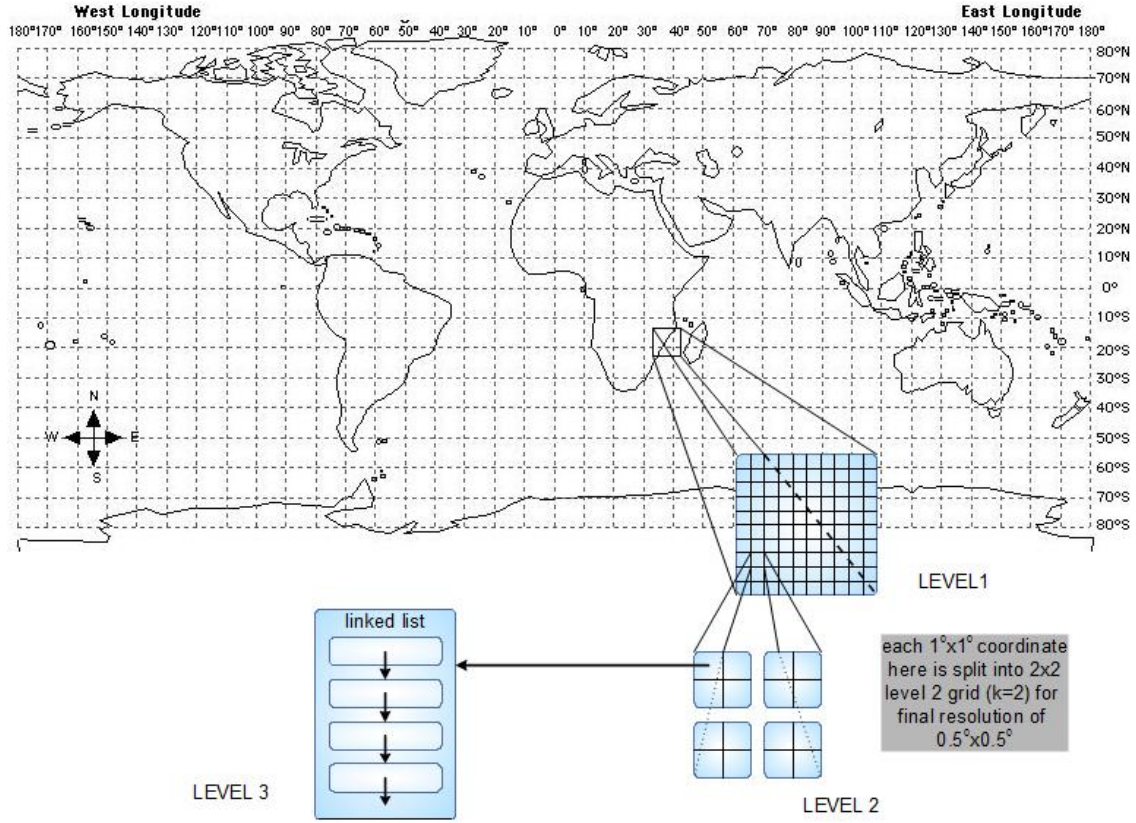 West Longitude East Longitude
180°170° 160°150° 140°130° 120°110° 100° 90° 80° 70° 60° 50° 40° 30° 20° 10° 0° 10° 20° 30° 40° 50° 60° 70° 80° 90° 100° 110° 120°130° 140°150° 160°170° 180°
80°N
70°N
60°N
50°N
40°N
30°N
20°N
10°N
0°
10°S
20°S
30°S
40°S
50°S
60°S
70°S
80°S
N
W E
S
LEVEL1
linked list
each 1°x1° coordinate
here is split into 2x2
level 2 grid (k=2) for
final resolution of
0.5°x0.5°
LEVEL 3
LEVEL 2